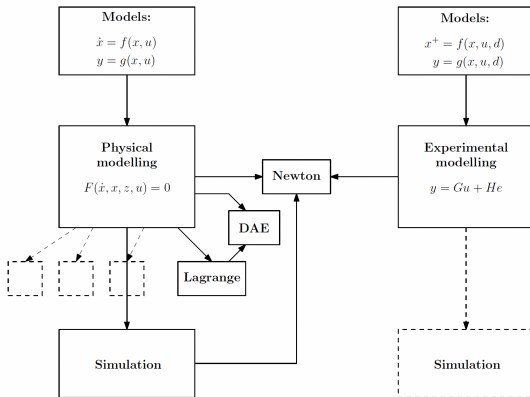 Models:
ẋ = f(x, u)
y = g(x, u)
Models:
x⁺ = f(x, u, d)
y = g(x, u, d)
Physical
modelling
F(ẋ, x, z, u) = 0
Newton
Experimental
modelling
y = Gu + He
DAE
Lagrange
Simulation
Simulation